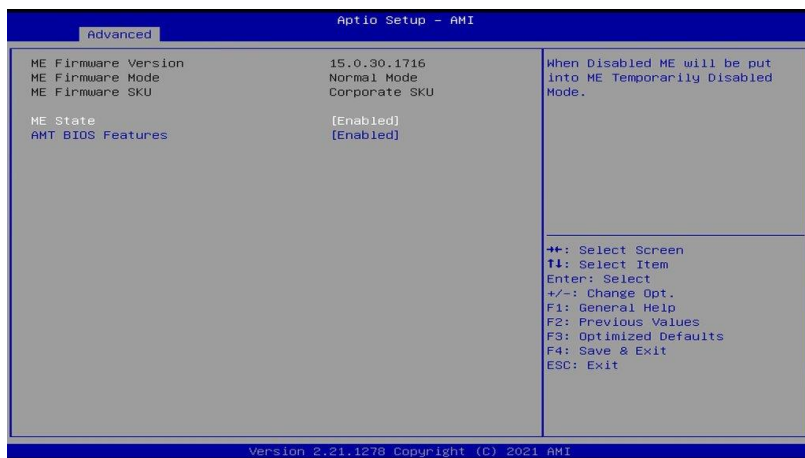 Aptio Setup – AMI
Advanced
ME Firmware Version 15.0.30.1716
ME Firmware Mode Normal Mode
ME Firmware SKU Corporate SKU
ME State [Enabled]
AMT BIOS Features [Enabled]
When Disabled ME will be put
into ME Temporarily Disabled
Mode.
→←: Select Screen
↑↓: Select Item
Enter: Select
+/-: Change Opt.
F1: General Help
F2: Previous Values
F3: Optimized Defaults
F4: Save & Exit
ESC: Exit
Version 2.21.1278 Copyright (C) 2021 AMI